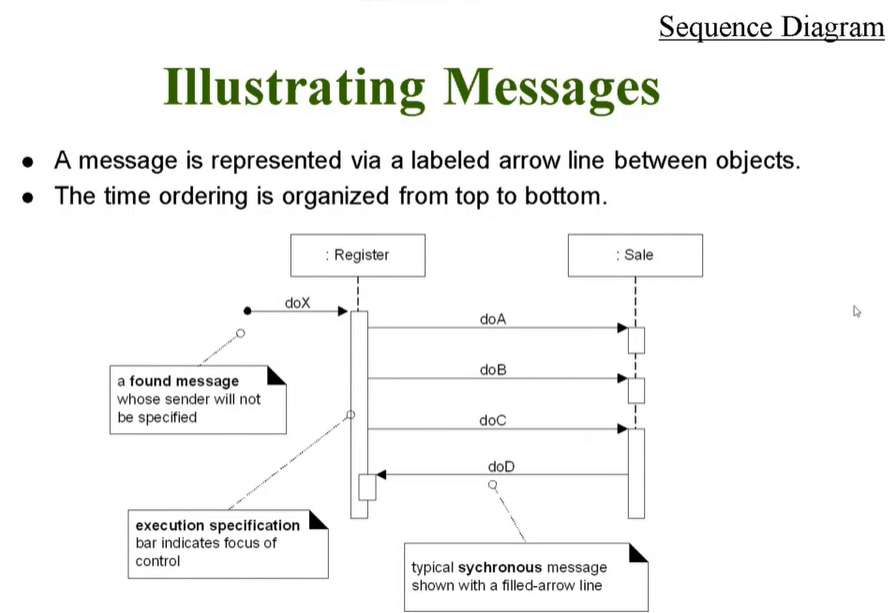 Sequence Diagram
Illustrating Messages
● A message is represented via a labeled arrow line between objects.
● The time ordering is organized from top to bottom.
: Register
: Sale
doX
doA
doB
doC
doD
a found message
whose sender will not
be specified
execution specification
bar indicates focus of
control
typical sychronous message
shown with a filled-arrow line